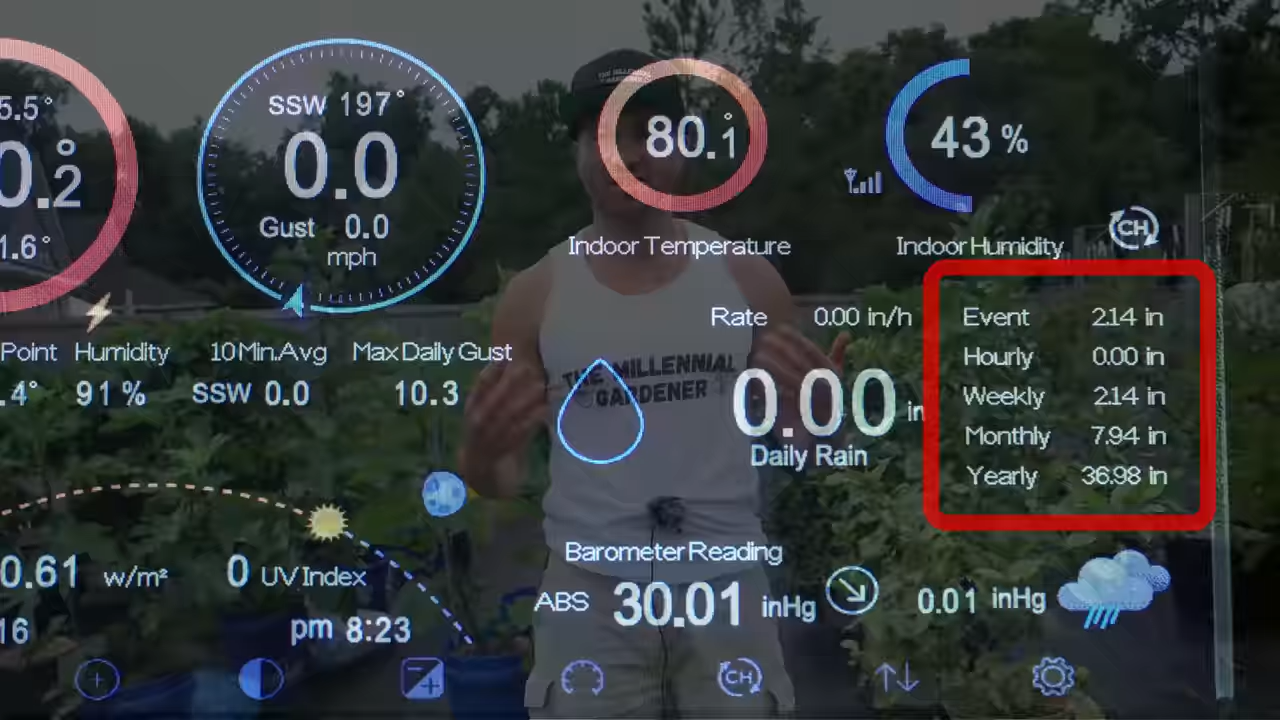 5.5°
0.2°
1.6°
SSW 197°
0.0
Gust 0.0
mph
80.1°
Indoor Temperature
43 %
Indoor Humidity
CH
Point Humidity
.4° 91 %
10 Min.Avg
SSW 0.0
Max Daily Gust
10.3
THE MILLENNIAL
GARDENER
Rate 0.00 in/h
0.00 in
Daily Rain
Event 2.14 in
Hourly 0.00 in
Weekly 2.14 in
Monthly 7.94 in
Yearly 36.98 in
0.61 w/m²
0 UV Index
16
pm 8:23
Barometer Reading
ABS 30.01 inHg
0.01 inHg
CH